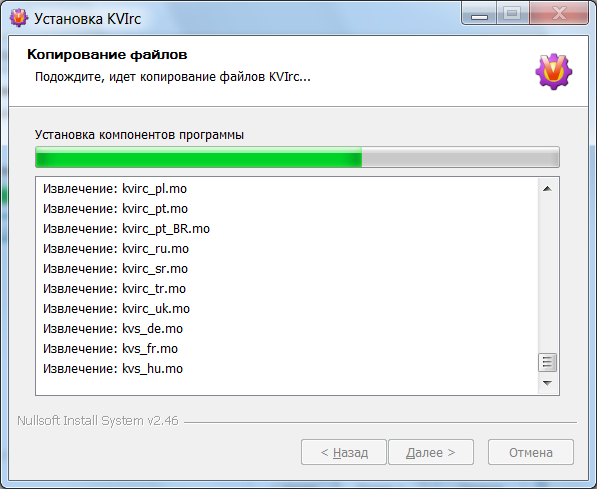 Установка KVIrc
Копирование файлов
Подождите, идет копирование файлов KVIrc...
Установка компонентов программы
Извлечение: kvirc_pl.mo
Извлечение: kvirc_pt.mo
Извлечение: kvirc_pt_BR.mo
Извлечение: kvirc_ru.mo
Извлечение: kvirc_sr.mo
Извлечение: kvirc_tr.mo
Извлечение: kvirc_uk.mo
Извлечение: kvs_de.mo
Извлечение: kvs_fr.mo
Извлечение: kvs_hu.mo
Nullsoft Install System v2.46
< Назад Далее > Отмена